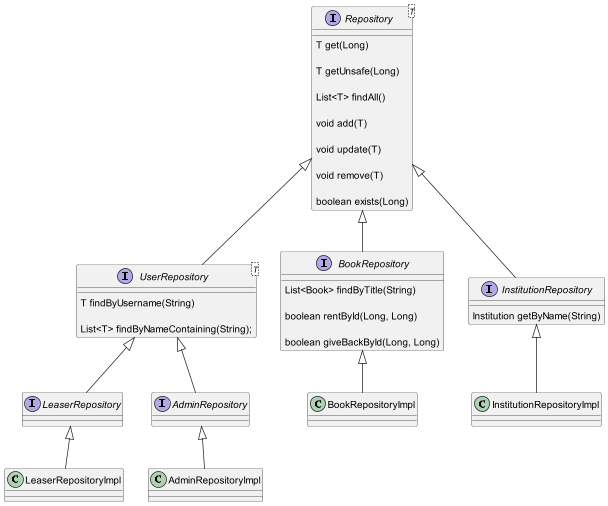 I Repository T
T get(Long)
T getUnsafe(Long)
List<T> findAll()
void add(T)
void update(T)
void remove(T)
boolean exists(Long)
I UserRepository T
T findByUsername(String)
List<T> findByNameContaining(String);
I BookRepository
List<Book> findByTitle(String)
boolean rentById(Long, Long)
boolean giveBackById(Long, Long)
I InstitutionRepository
Institution getByName(String)
I LeaserRepository
I AdminRepository
C BookRepositoryImpl
C InstitutionRepositoryImpl
C LeaserRepositoryImpl
C AdminRepositoryImpl